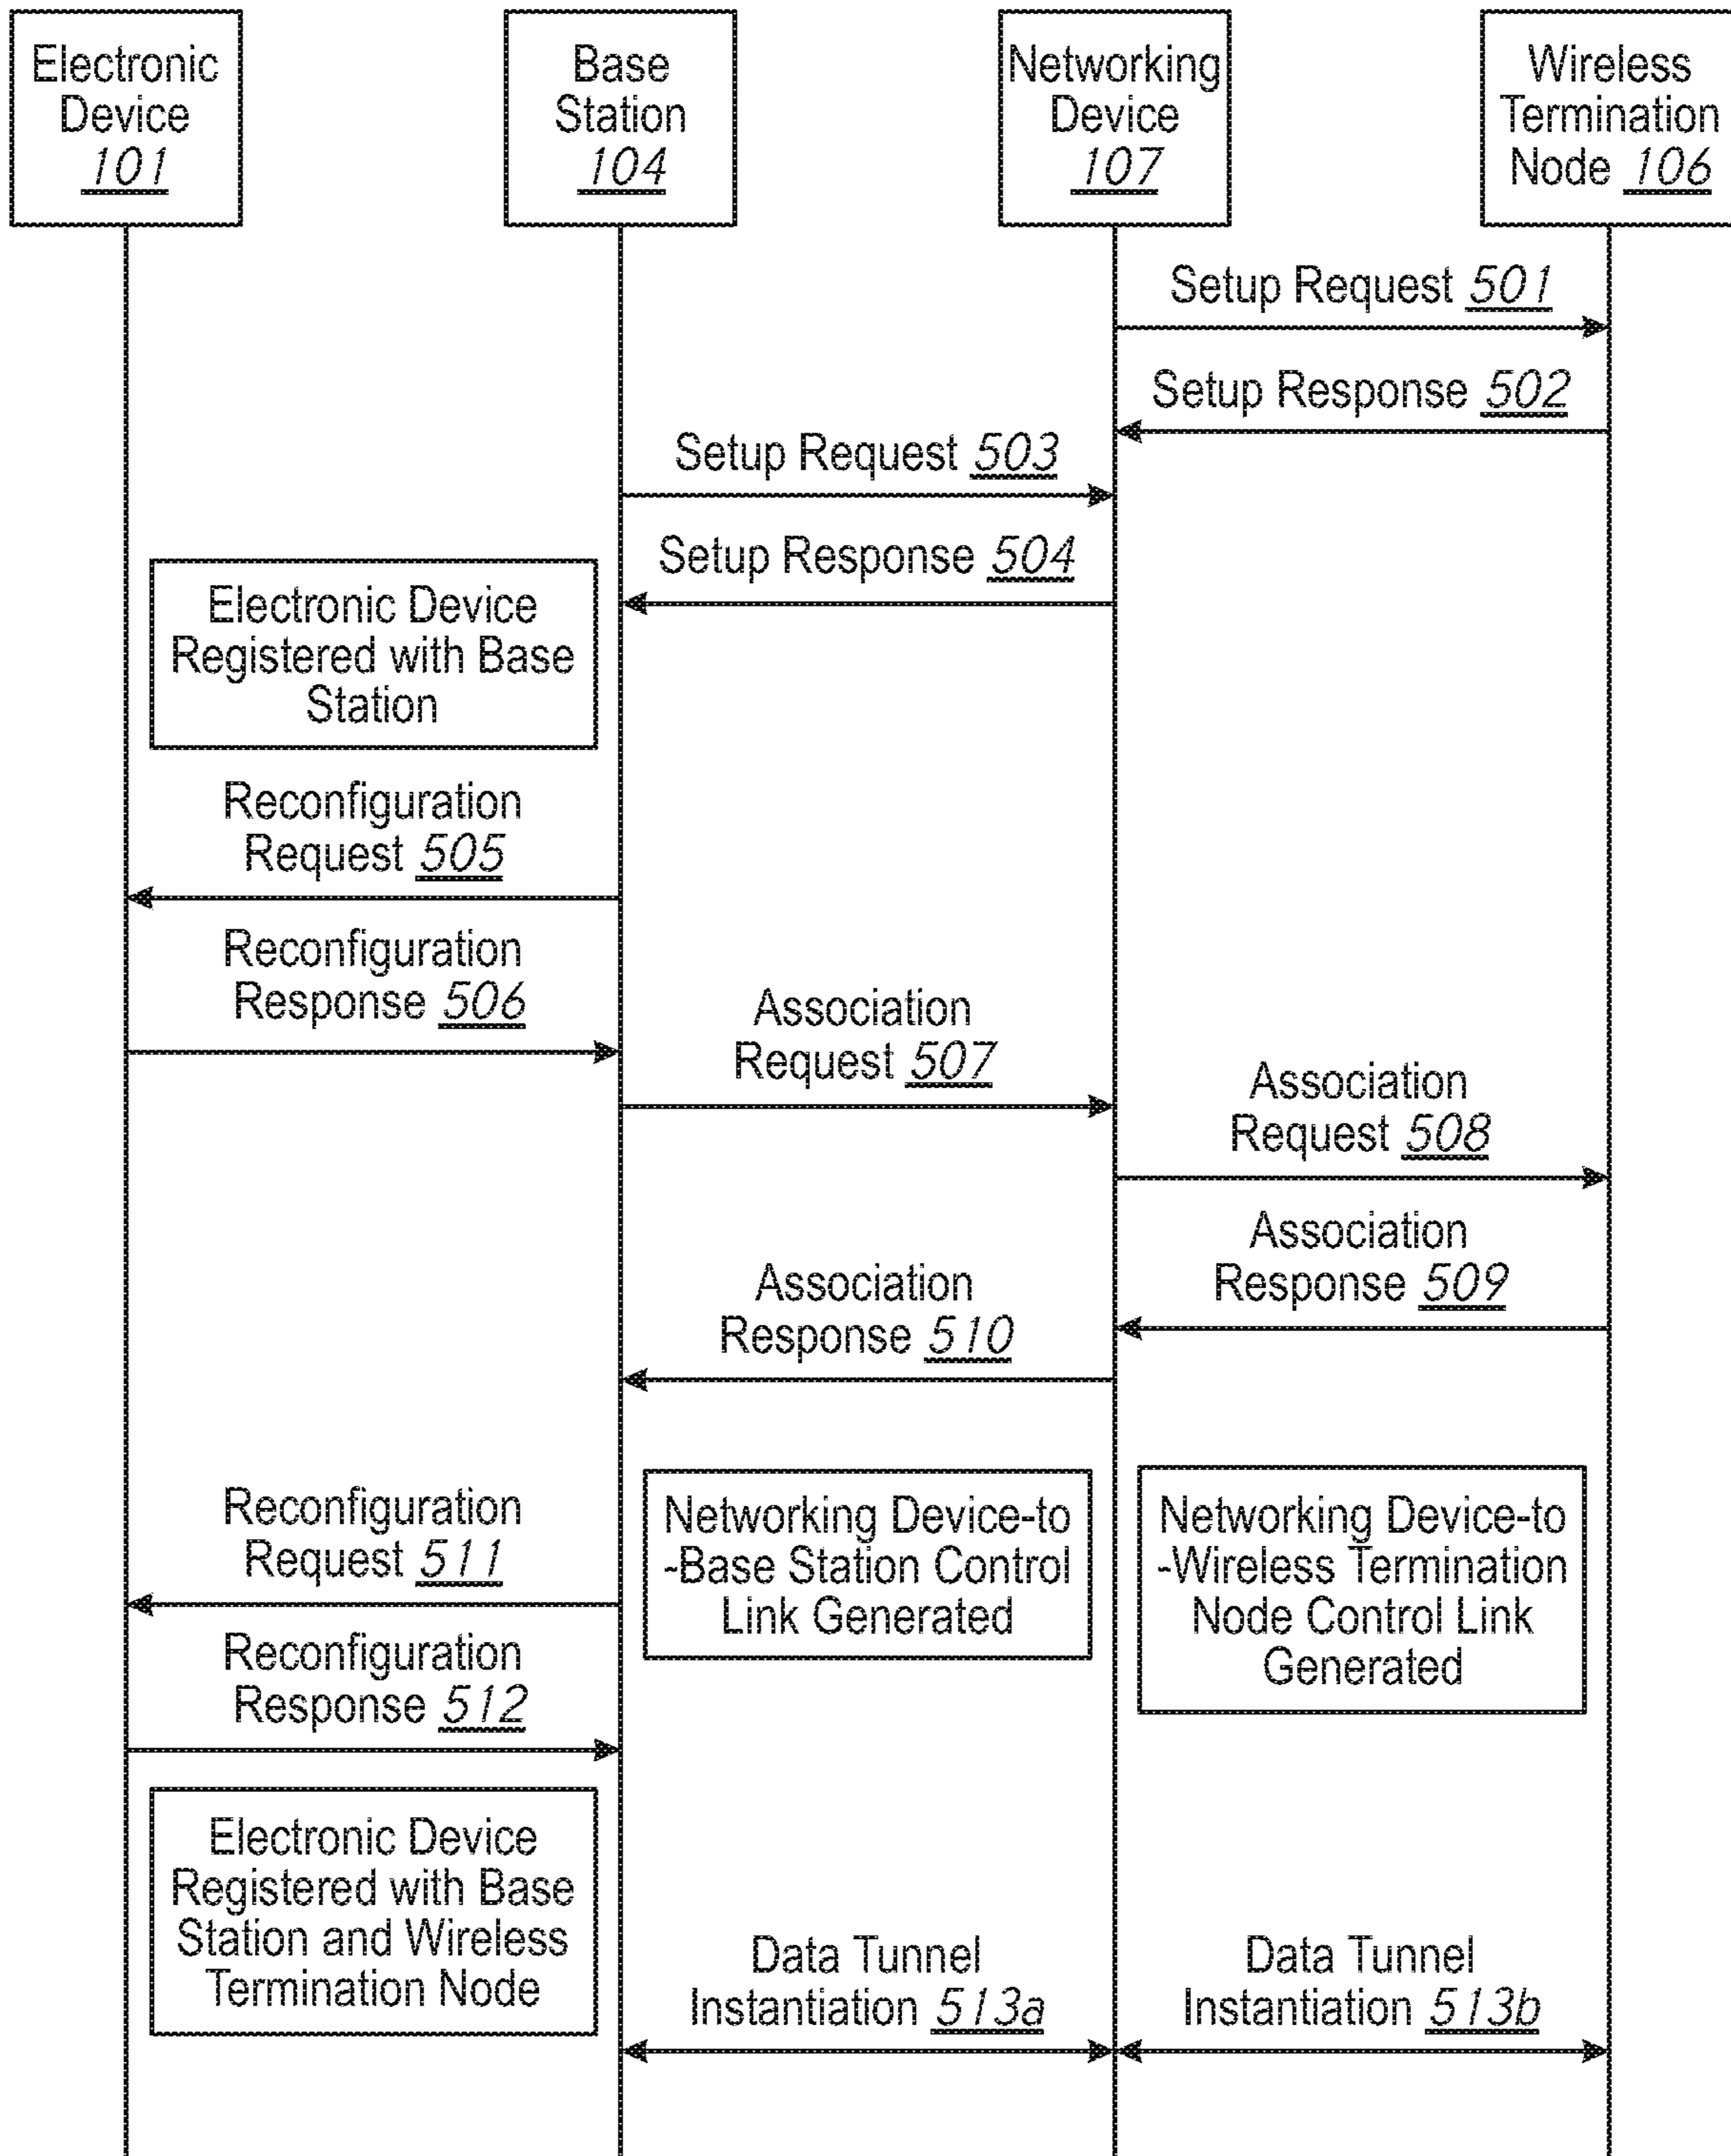 Electronic
Device
101
Base
Station
104
Networking
Device
107
Wireless
Termination
Node 106
Setup Request 501
Setup Response 502
Setup Request 503
Setup Response 504
Electronic Device
Registered with Base
Station
Reconfiguration
Request 505
Reconfiguration
Response 506
Association
Request 507
Association
Request 508
Association
Response 509
Association
Response 510
Networking Device-to
-Base Station Control
Link Generated
Networking Device-to
-Wireless Termination
Node Control Link
Generated
Reconfiguration
Request 511
Reconfiguration
Response 512
Electronic Device
Registered with Base
Station and Wireless
Termination Node
Data Tunnel
Instantiation 513a
Data Tunnel
Instantiation 513b